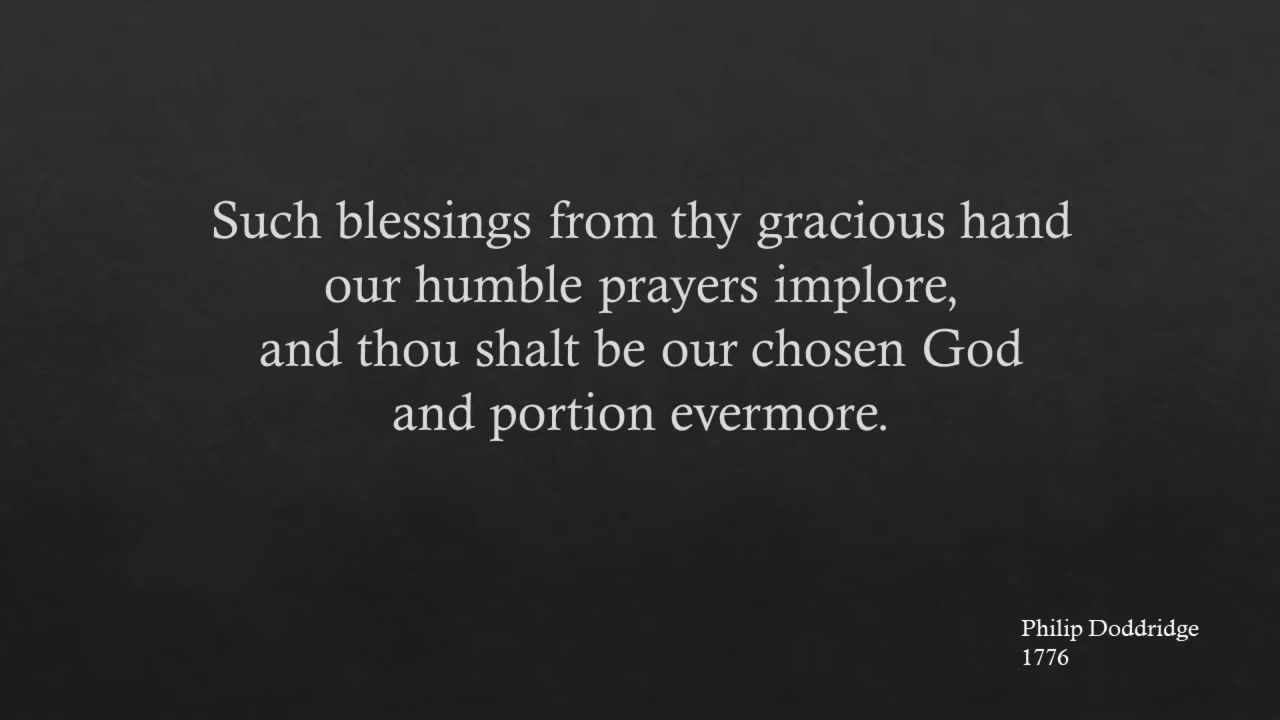 Such blessings from thy gracious hand
our humble prayers implore,
and thou shalt be our chosen God
and portion evermore.
Philip Doddridge
1776